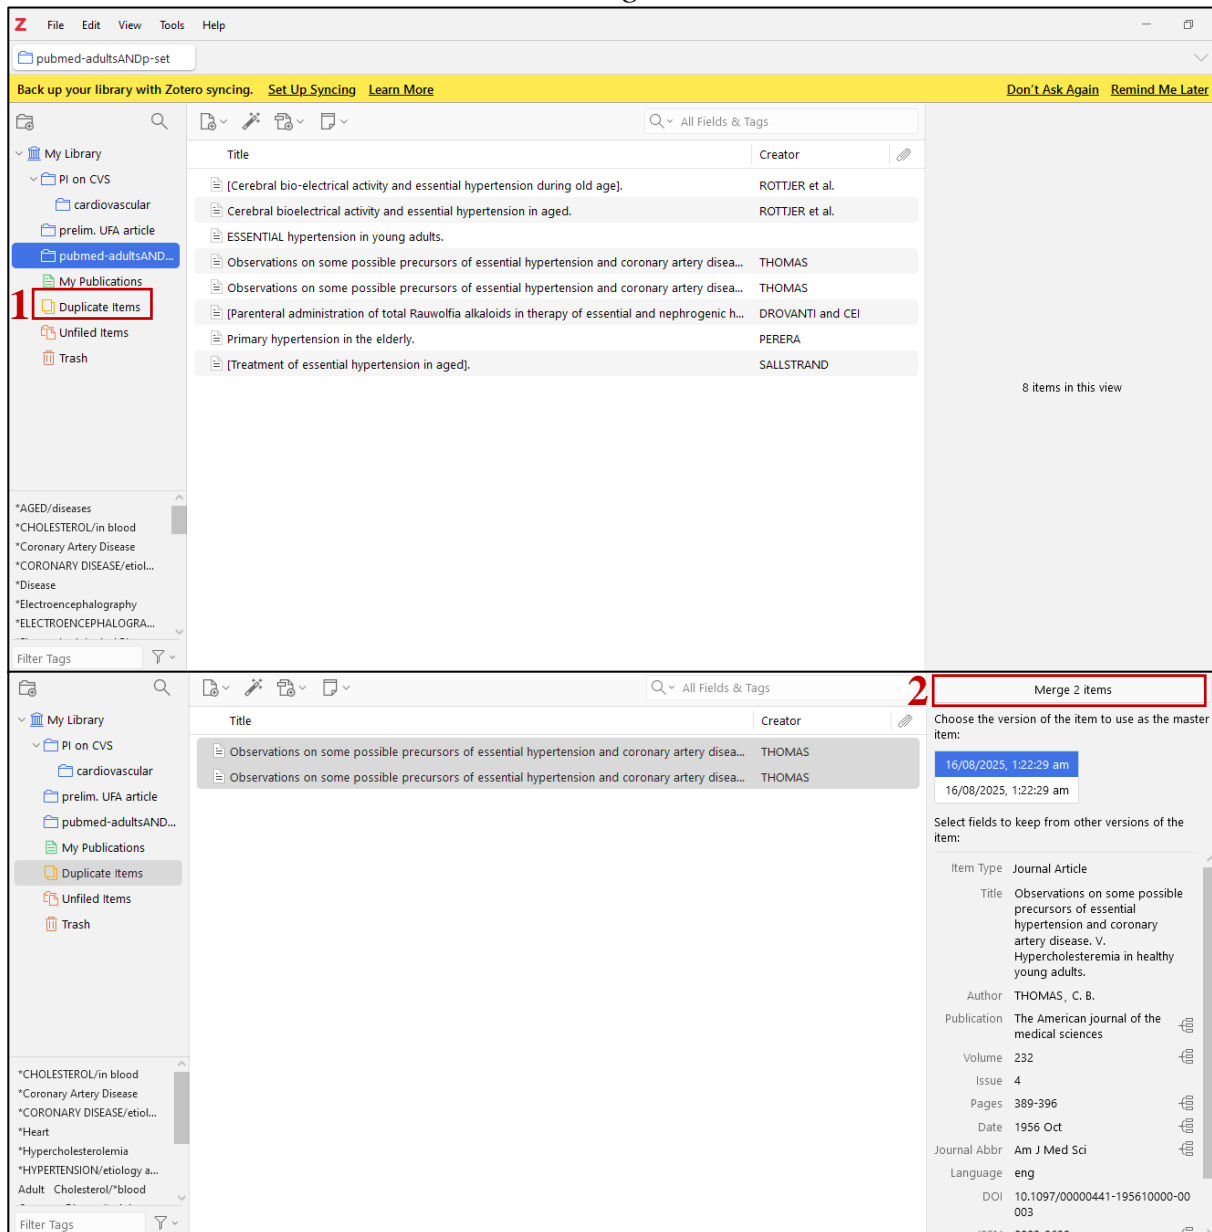 Z File Edit View Tools Help
pubmed-adultsANDp-set
Back up your library with Zotero syncing. Set Up Syncing Learn More Don't Ask Again Remind Me Later
All Fields & Tags
My Library
PI on CVS
cardiovascular
prelim. UFA article
pubmed-adultsAND...
My Publications
1 Duplicate Items
Unfiled Items
Trash
Title Creator
[Cerebral bio-electrical activity and essential hypertension during old age]. ROTTJER et al.
Cerebral bioelectrical activity and essential hypertension in aged. ROTTJER et al.
ESSENTIAL hypertension in young adults.
Observations on some possible precursors of essential hypertension and coronary artery disea... THOMAS
Observations on some possible precursors of essential hypertension and coronary artery disea... THOMAS
[Parenteral administration of total Rauwolfia alkaloids in therapy of essential and nephrogenic h... DROVANTI and CEI
Primary hypertension in the elderly. PERERA
[Treatment of essential hypertension in aged]. SALLSTRAND
8 items in this view
*AGED/diseases
*CHOLESTEROL/in blood
*Coronary Artery Disease
*CORONARY DISEASE/etiol...
*Disease
*Electroencephalography
*ELECTROENCEPHALOGRA...
Filter Tags
All Fields & Tags
My Library
PI on CVS
cardiovascular
prelim. UFA article
pubmed-adultsAND...
My Publications
Duplicate Items
Unfiled Items
Trash
Title Creator
Observations on some possible precursors of essential hypertension and coronary artery disea... THOMAS
Observations on some possible precursors of essential hypertension and coronary artery disea... THOMAS
2 Merge 2 items
Choose the version of the item to use as the master
item:
16/08/2025, 1:22:29 am
16/08/2025, 1:22:29 am
Select fields to keep from other versions of the
item:
Item Type Journal Article
Title Observations on some possible
precursors of essential
hypertension and coronary
artery disease. V.
Hypercholesteremia in healthy
young adults.
Author THOMAS, C. B.
Publication The American journal of the
medical sciences
Volume 232
Issue 4
Pages 389-396
Date 1956 Oct
Journal Abbr Am J Med Sci
Language eng
DOI 10.1097/00000441-195610000-00
003
*CHOLESTEROL/in blood
*Coronary Artery Disease
*CORONARY DISEASE/etiol...
*Heart
*Hypercholesterolemia
*HYPERTENSION/etiology a...
Adult Cholesterol/*blood
Filter Tags